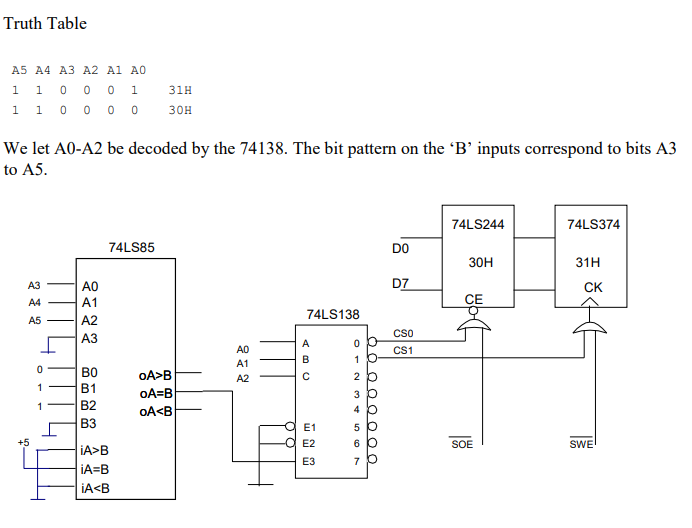 Truth Table
A5 A4 A3 A2 A1 A0
1 1 0 0 0 1 31H
1 1 0 0 0 0 30H
We let A0-A2 be decoded by the 74138. The bit pattern on the ‘B’ inputs correspond to bits A3
to A5.
74LS244
74LS374
74LS85
D0
30H
31H
D7
CK
CE
A3
A0
A4
A1
A5
A2
A3
74LS138
CS0
CS1
A0
A1
A2
A
B
C
0
1
2
3
4
5
6
7
E1
E2
E3
0
B0
1
B1
1
B2
B3
oA>B
oA=B
oA<B
+5
iA>B
iA=B
iA<B
SOE
SWE